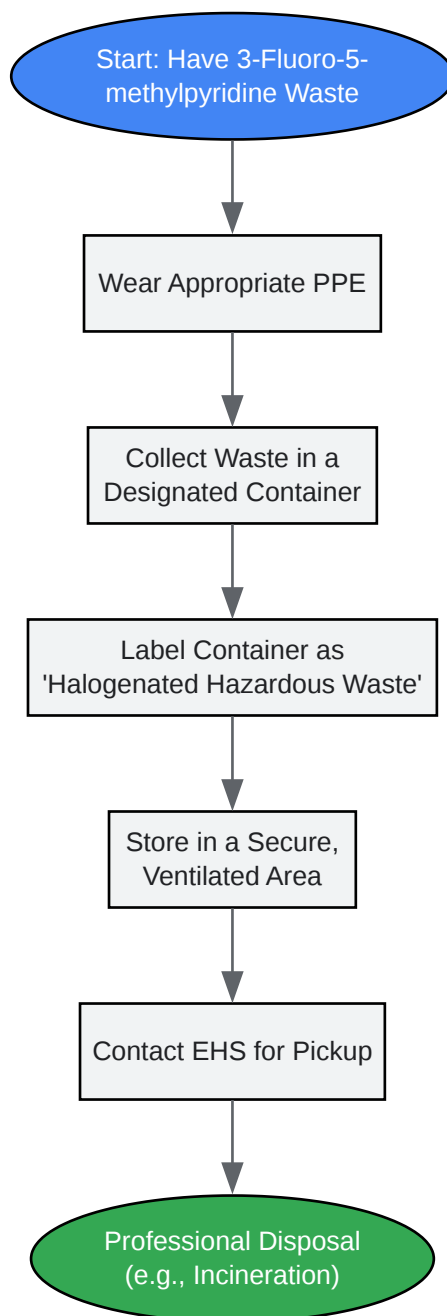 Start: Have 3-Fluoro-5-
methylpyridine Waste
Wear Appropriate PPE
Collect Waste in a
Designated Container
Label Container as
'Halogenated Hazardous Waste'
Store in a Secure,
Ventilated Area
Contact EHS for Pickup
Professional Disposal
(e.g., Incineration)